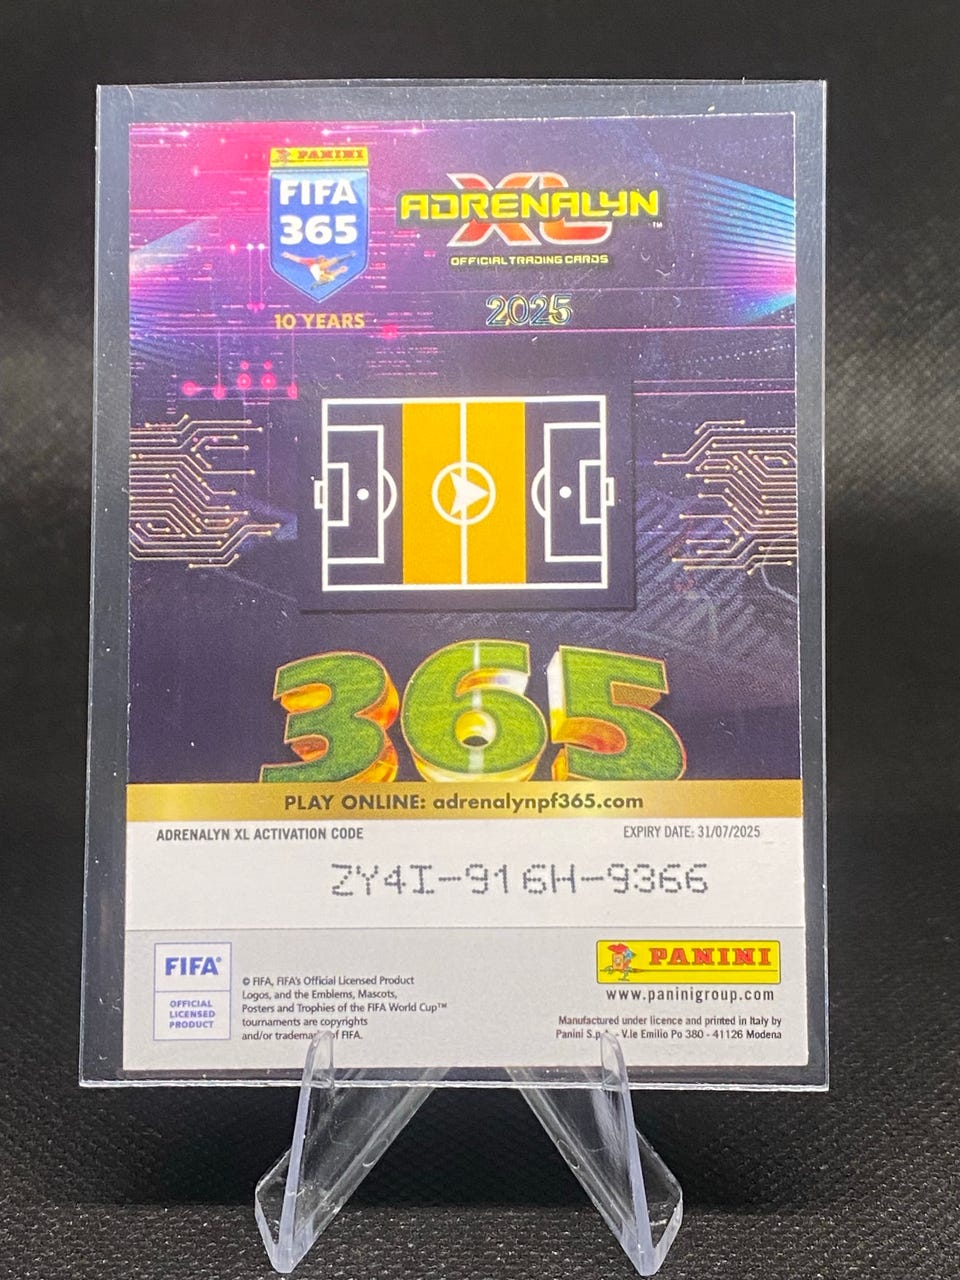 PANINI
FIFA
365
10 YEARS
ADRENALYN XL™
OFFICIAL TRADING CARDS
2025
365
PLAY ONLINE: adrenalynpf365.com
ADRENALYN XL ACTIVATION CODE
EXPIRY DATE: 31/07/2025
ZY4I-916H-9366
FIFA®
OFFICIAL
LICENSED
PRODUCT
© FIFA, FIFA's Official Licensed Product
Logos, and the Emblems, Mascots,
Posters and Trophies of the FIFA World Cup™
tournaments are copyrights
and/or of FIFA.
PANINI
www.paninigroup.com
Manufactured under licence and printed in Italy by
Panini - V.le Emilio Po 380 - 41126 Modena